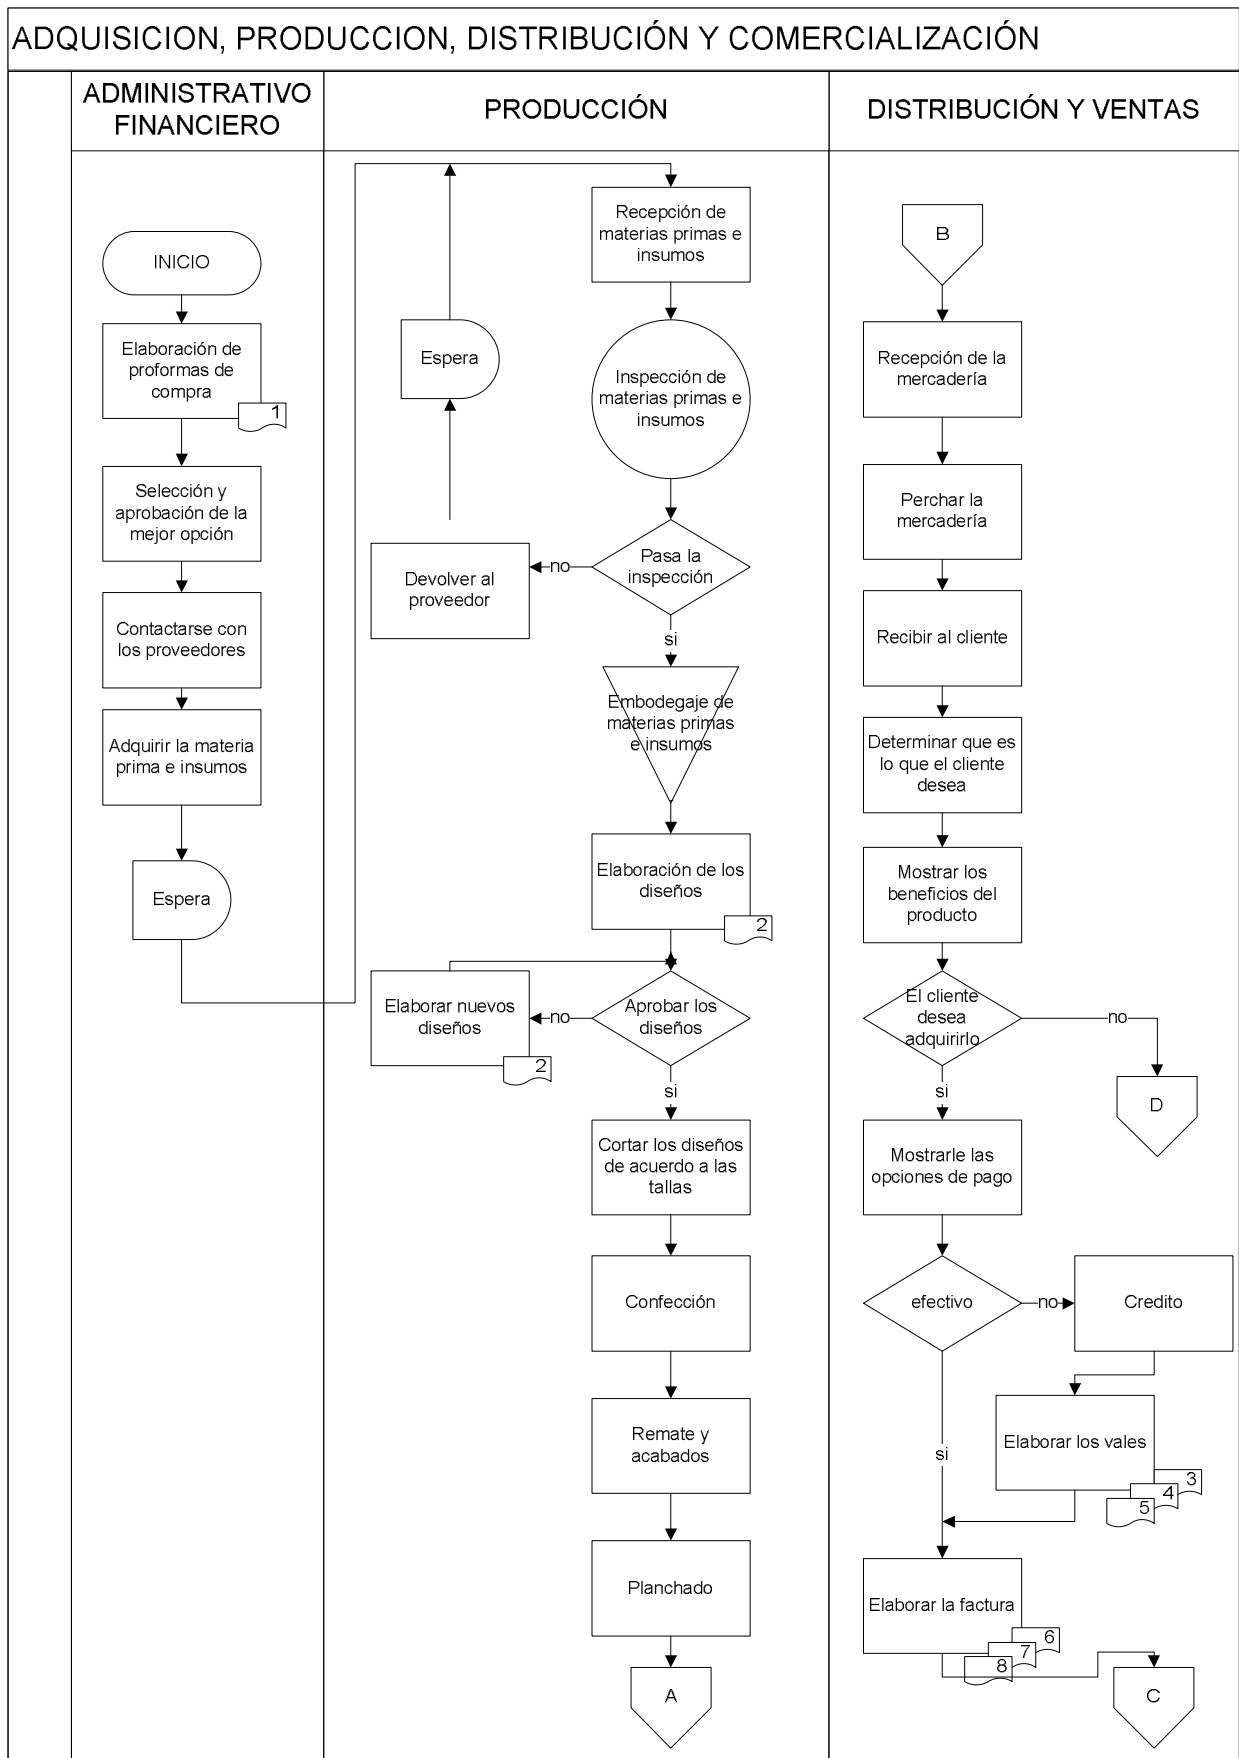 ADQUISICION, PRODUCCION, DISTRIBUCIÓN Y COMERCIALIZACIÓN
ADMINISTRATIVO
FINANCIERO
INICIO
Elaboración de
proformas de
compra
1
Selección y
aprobación de la
mejor opción
Contactarse con
los proveedores
Adquirir la materia
prima e insumos
Espera
PRODUCCIÓN
Recepción de
materias primas e
insumos
Espera
Inspección de
materias primas e
insumos
Pasa la
inspección
no
Devolver al
proveedor
si
Embodegaje de
materias primas
e insumos
Elaboración de los
diseños
2
Aprobar los
diseños
no
Elaborar nuevos
diseños
2
si
Cortar los diseños
de acuerdo a las
tallas
Confección
Remate y
acabados
Planchado
A
DISTRIBUCIÓN Y VENTAS
B
Recepción de la
mercadería
Perchar la
mercadería
Recibir al cliente
Determinar que es
lo que el cliente
desea
Mostrar los
beneficios del
producto
El cliente
desea
adquirirlo
no
D
si
Mostrarle las
opciones de pago
efectivo
no
Credito
Elaborar los vales
3
4
5
si
Elaborar la factura
6
7
8
C